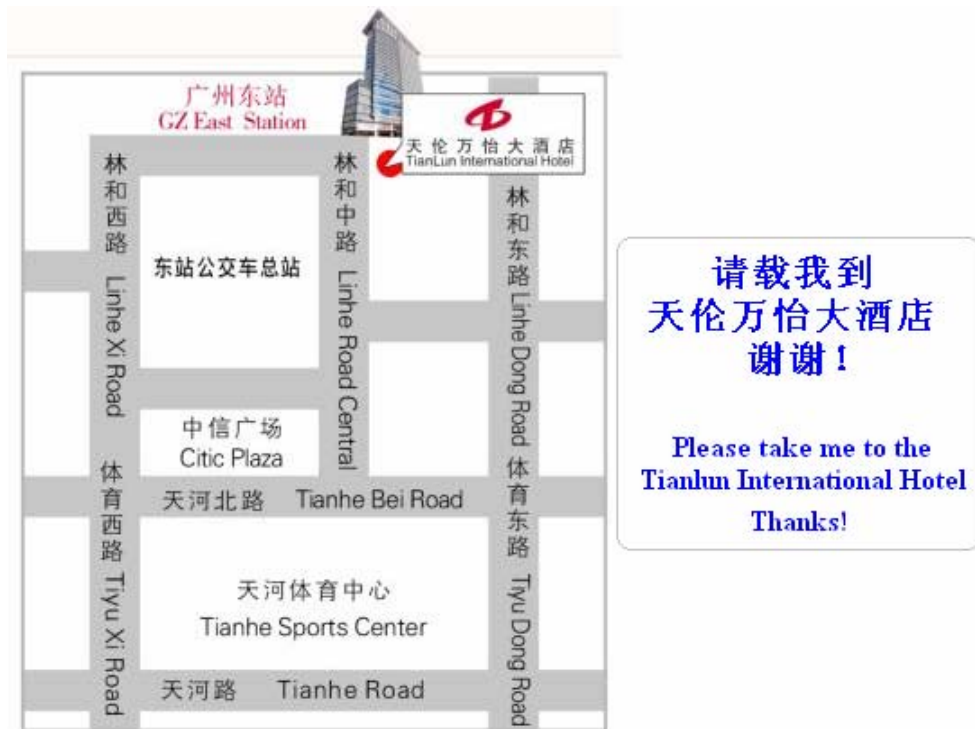 广州东站
GZ East Station
天伦万怡大酒店
TianLun International Hotel
林和西路 Linhe Xi Road
林和中路 Linhe Road Central
林和东路 Linhe Dong Road
东站公交车总站
中信广场
Citic Plaza
天河北路 Tianhe Bei Road
体育西路 Tiyu Xi Road
体育东路 Tiyu Dong Road
天河体育中心
Tianhe Sports Center
天河路 Tianhe Road
请载我到
天伦万怡大酒店
谢谢!
Please take me to the
Tianlun International Hotel
Thanks!